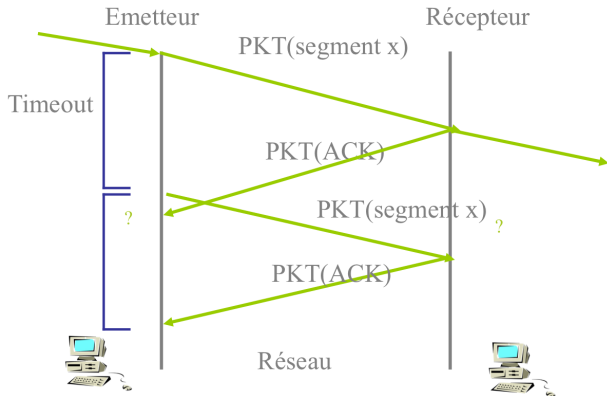 Emetteur
Récepteur
PKT(segment x)
Timeout
PKT(ACK)
PKT(segment x)
?
?
PKT(ACK)
Réseau